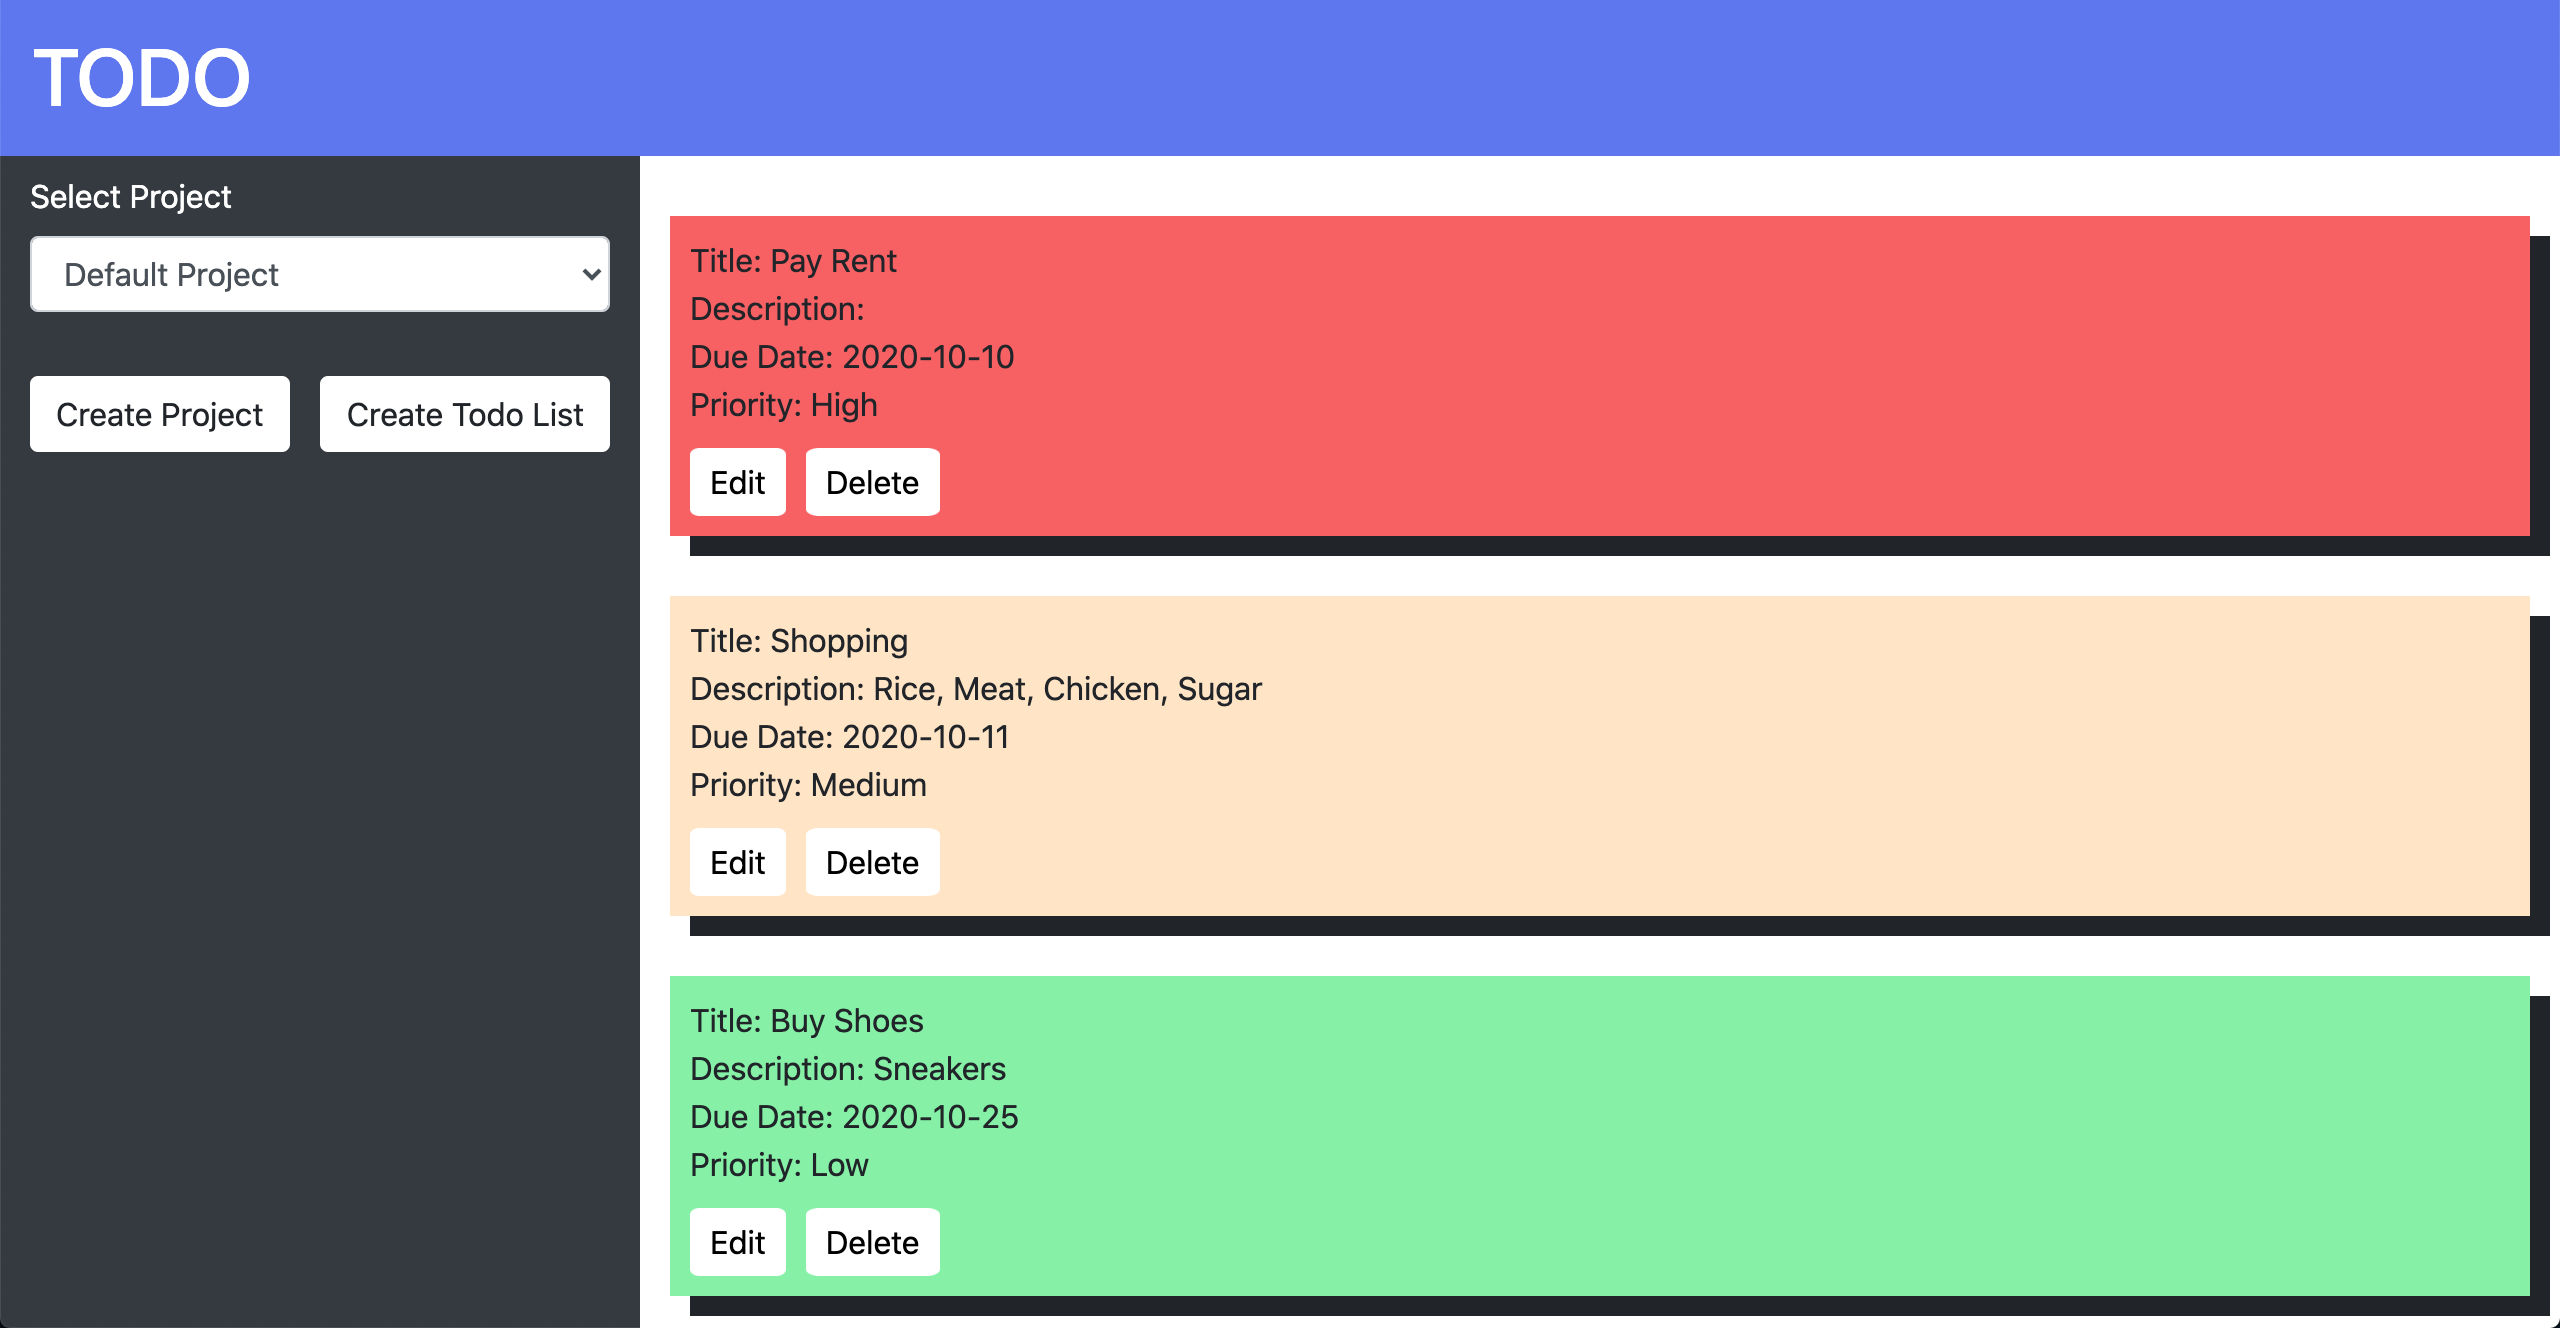 TODO
Select Project
Default Project
Create Project
Create Todo List
Title: Pay Rent
Description:
Due Date: 2020-10-10
Priority: High
Edit
Delete
Title: Shopping
Description: Rice, Meat, Chicken, Sugar
Due Date: 2020-10-11
Priority: Medium
Edit
Delete
Title: Buy Shoes
Description: Sneakers
Due Date: 2020-10-25
Priority: Low
Edit
Delete